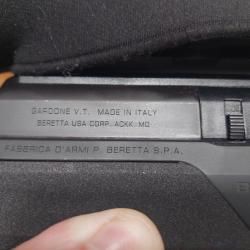 GARDONE V.T. MADE IN ITALY
BERETTA USA CORP. ACKK. MD
FABBRICA D'ARMI P. BERETTA S.P.A.